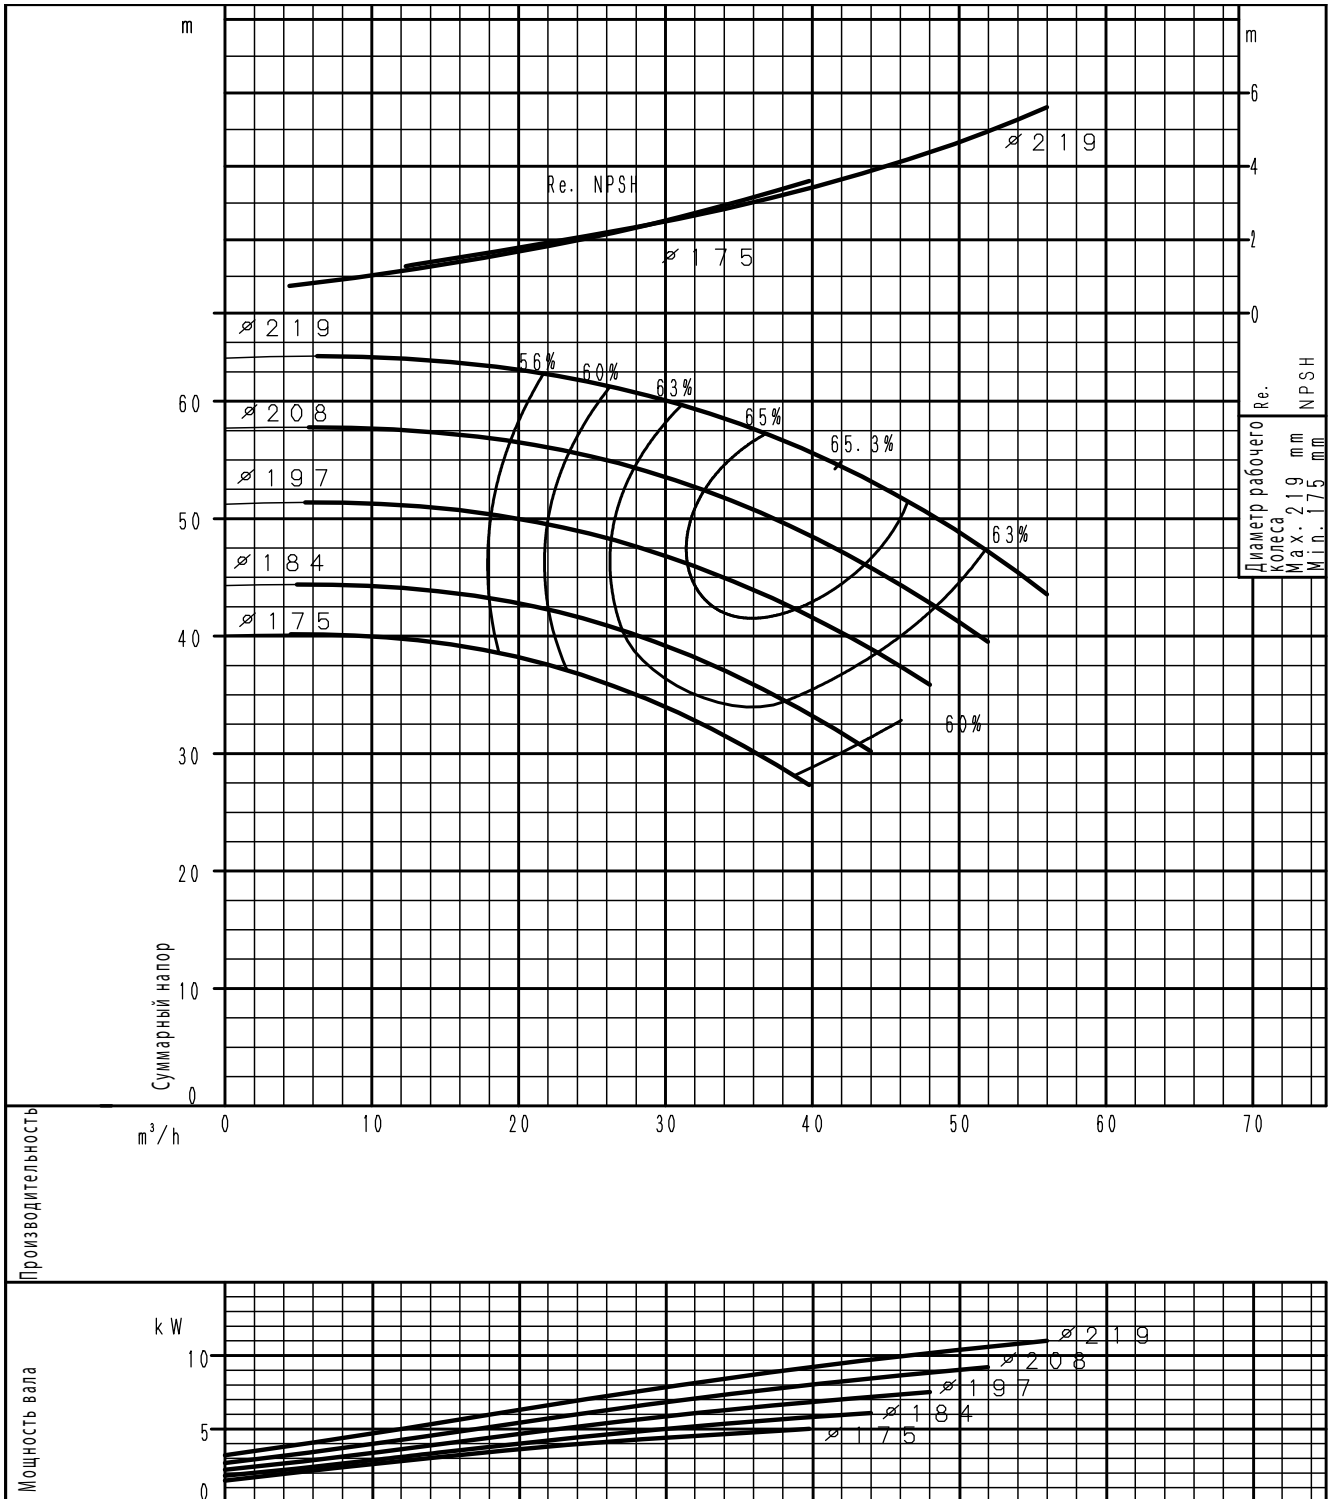 m
m
6
⌀219
4
Re. NPSH
2
⌀175
0
⌀219
56%
60%
63%
Re.
NPSH
60
⌀208
65%
65.3%
Диаметр рабочего
колеса
Max. 219 mm
Min. 175 mm
⌀197
50
63%
⌀184
⌀175
40
60%
30
20
10
Суммарный напор
0
m³/h
0 10 20 30 40 50 60 70
Производительность
kW
⌀219
10
⌀208
⌀197
⌀184
5
⌀175
Мощность вала
0